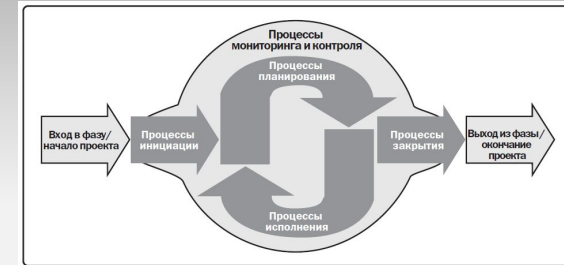 Процессы
мониторинга и контроля
Процессы
планирования
Вход в фазу/
начало проекта
Процессы
инициации
Процессы
закрытия
Выход из фазы/
окончание
проекта
Процессы
исполнения